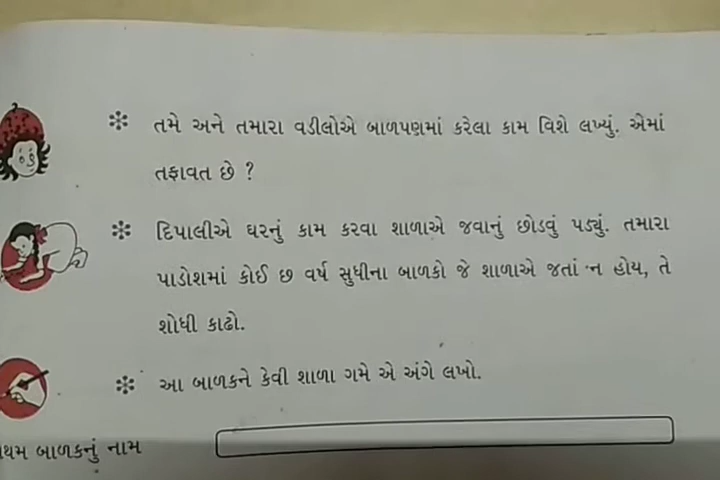 તમે અને તમારા વડીલોએ બાળપણમાં કરેલા કામ વિશે લખ્યું. એમાં
તફાવત છે ?
દિપાલીએ ઘરનું કામ કરવા શાળાએ જવાનું છોડવું પડ્યું. તમારા
પાડોશમાં કોઈ છ વર્ષ સુધીના બાળકો જે શાળાએ જતાં ન હોય, તે
શોધી કાઢો.
આ બાળકને કેવી શાળા ગમે એ અંગે લખો.
બાળકનું નામ